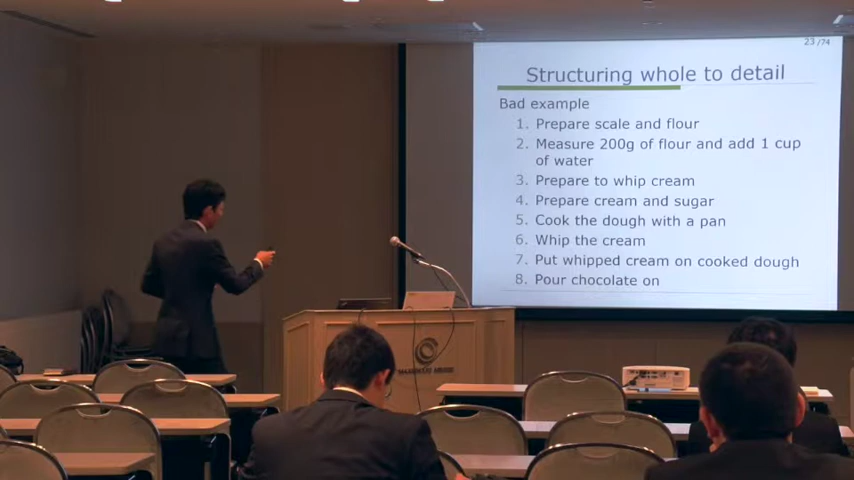 23/74
Structuring whole to detail
Bad example
1. Prepare scale and flour
2. Measure 200g of flour and add 1 cup
of water
3. Prepare to whip cream
4. Prepare cream and sugar
5. Cook the dough with a pan
6. Whip the cream
7. Put whipped cream on cooked dough
8. Pour chocolate on